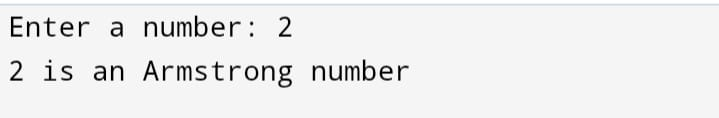 Enter a number: 2
2 is an Armstrong number